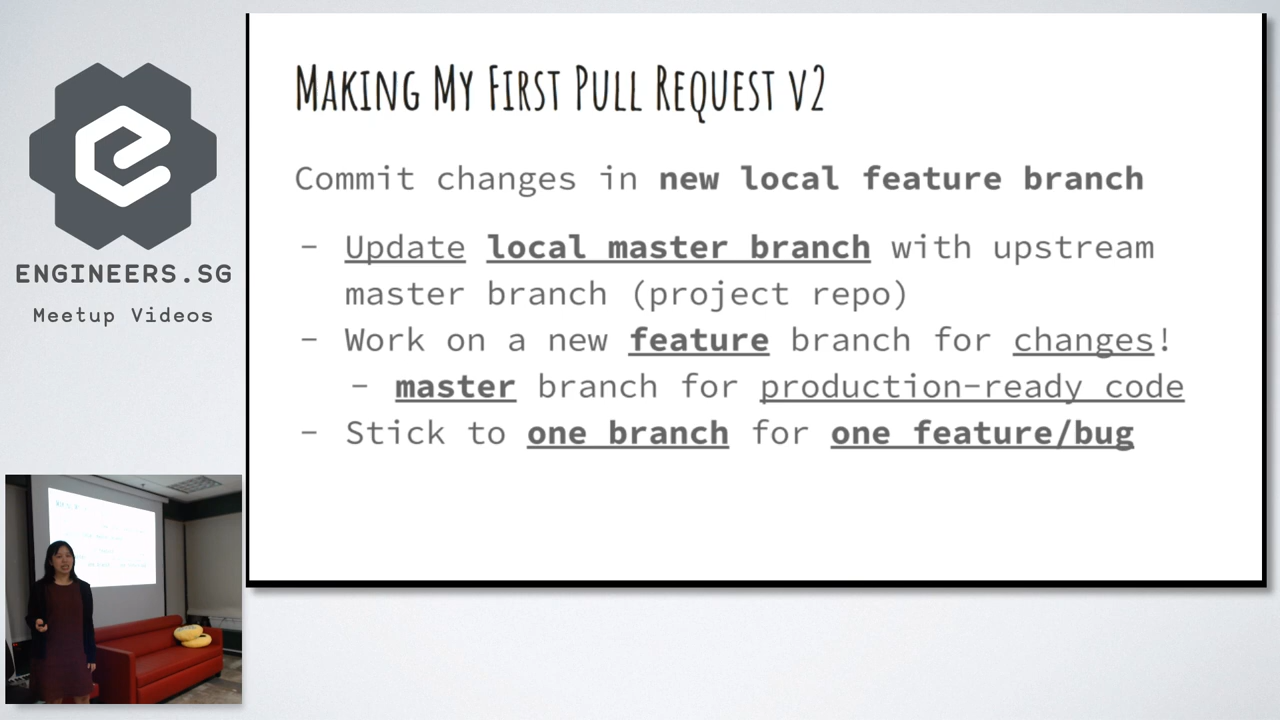 ENGINEERS.SG
Meetup Videos
MAKING MY FIRST PULL REQUEST V2
Commit changes in new local feature branch
- Update local master branch with upstream
master branch (project repo)
- Work on a new feature branch for changes!
- master branch for production-ready code
- Stick to one branch for one feature/bug